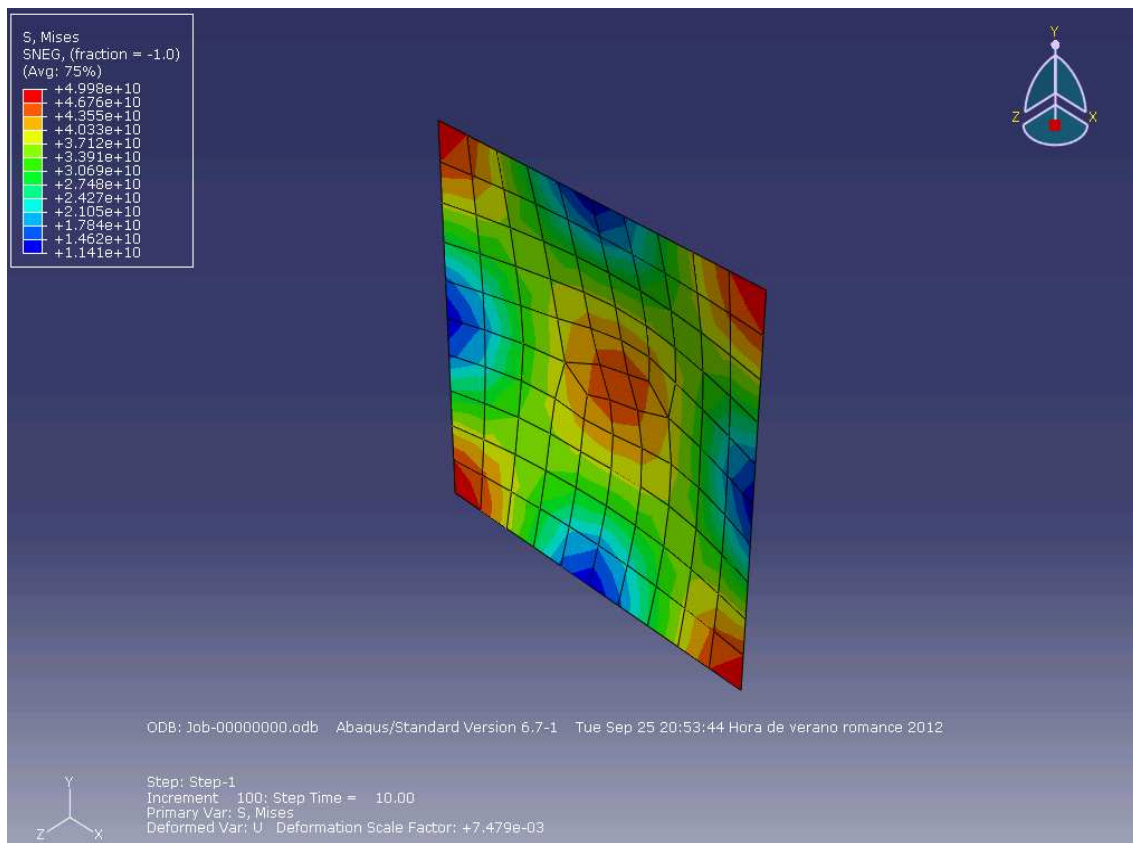 S, Mises
SNEG, (fraction = -1.0)
(Avg: 75%)
+4.998e+10
+4.676e+10
+4.355e+10
+4.033e+10
+3.712e+10
+3.391e+10
+3.069e+10
+2.748e+10
+2.427e+10
+2.105e+10
+1.784e+10
+1.462e+10
+1.141e+10
Y
Z X
ODB: Job-00000000.odb Abaqus/Standard Version 6.7-1 Tue Sep 25 20:53:44 Hora de verano romance 2012
Y
Z X
Step: Step-1
Increment 100: Step Time = 10.00
Primary Var: S, Mises
Deformed Var: U Deformation Scale Factor: +7.479e-03